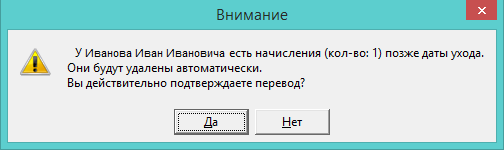 Внимание
У Иванова Иван Ивановича есть начисления (кол-во: 1) позже даты ухода.
Они будут удалены автоматически.
Вы действительно подтверждаете перевод?
Да
Нет